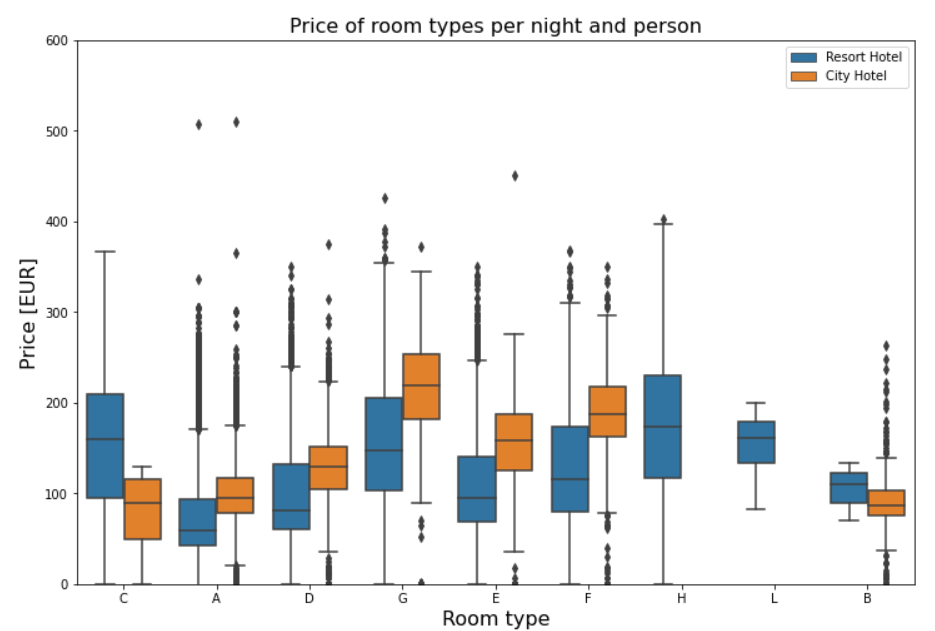 Price of room types per night and person
Resort Hotel
City Hotel
Price [EUR]
600
500
400
300
200
100
0
C A D G E F H L B
Room type